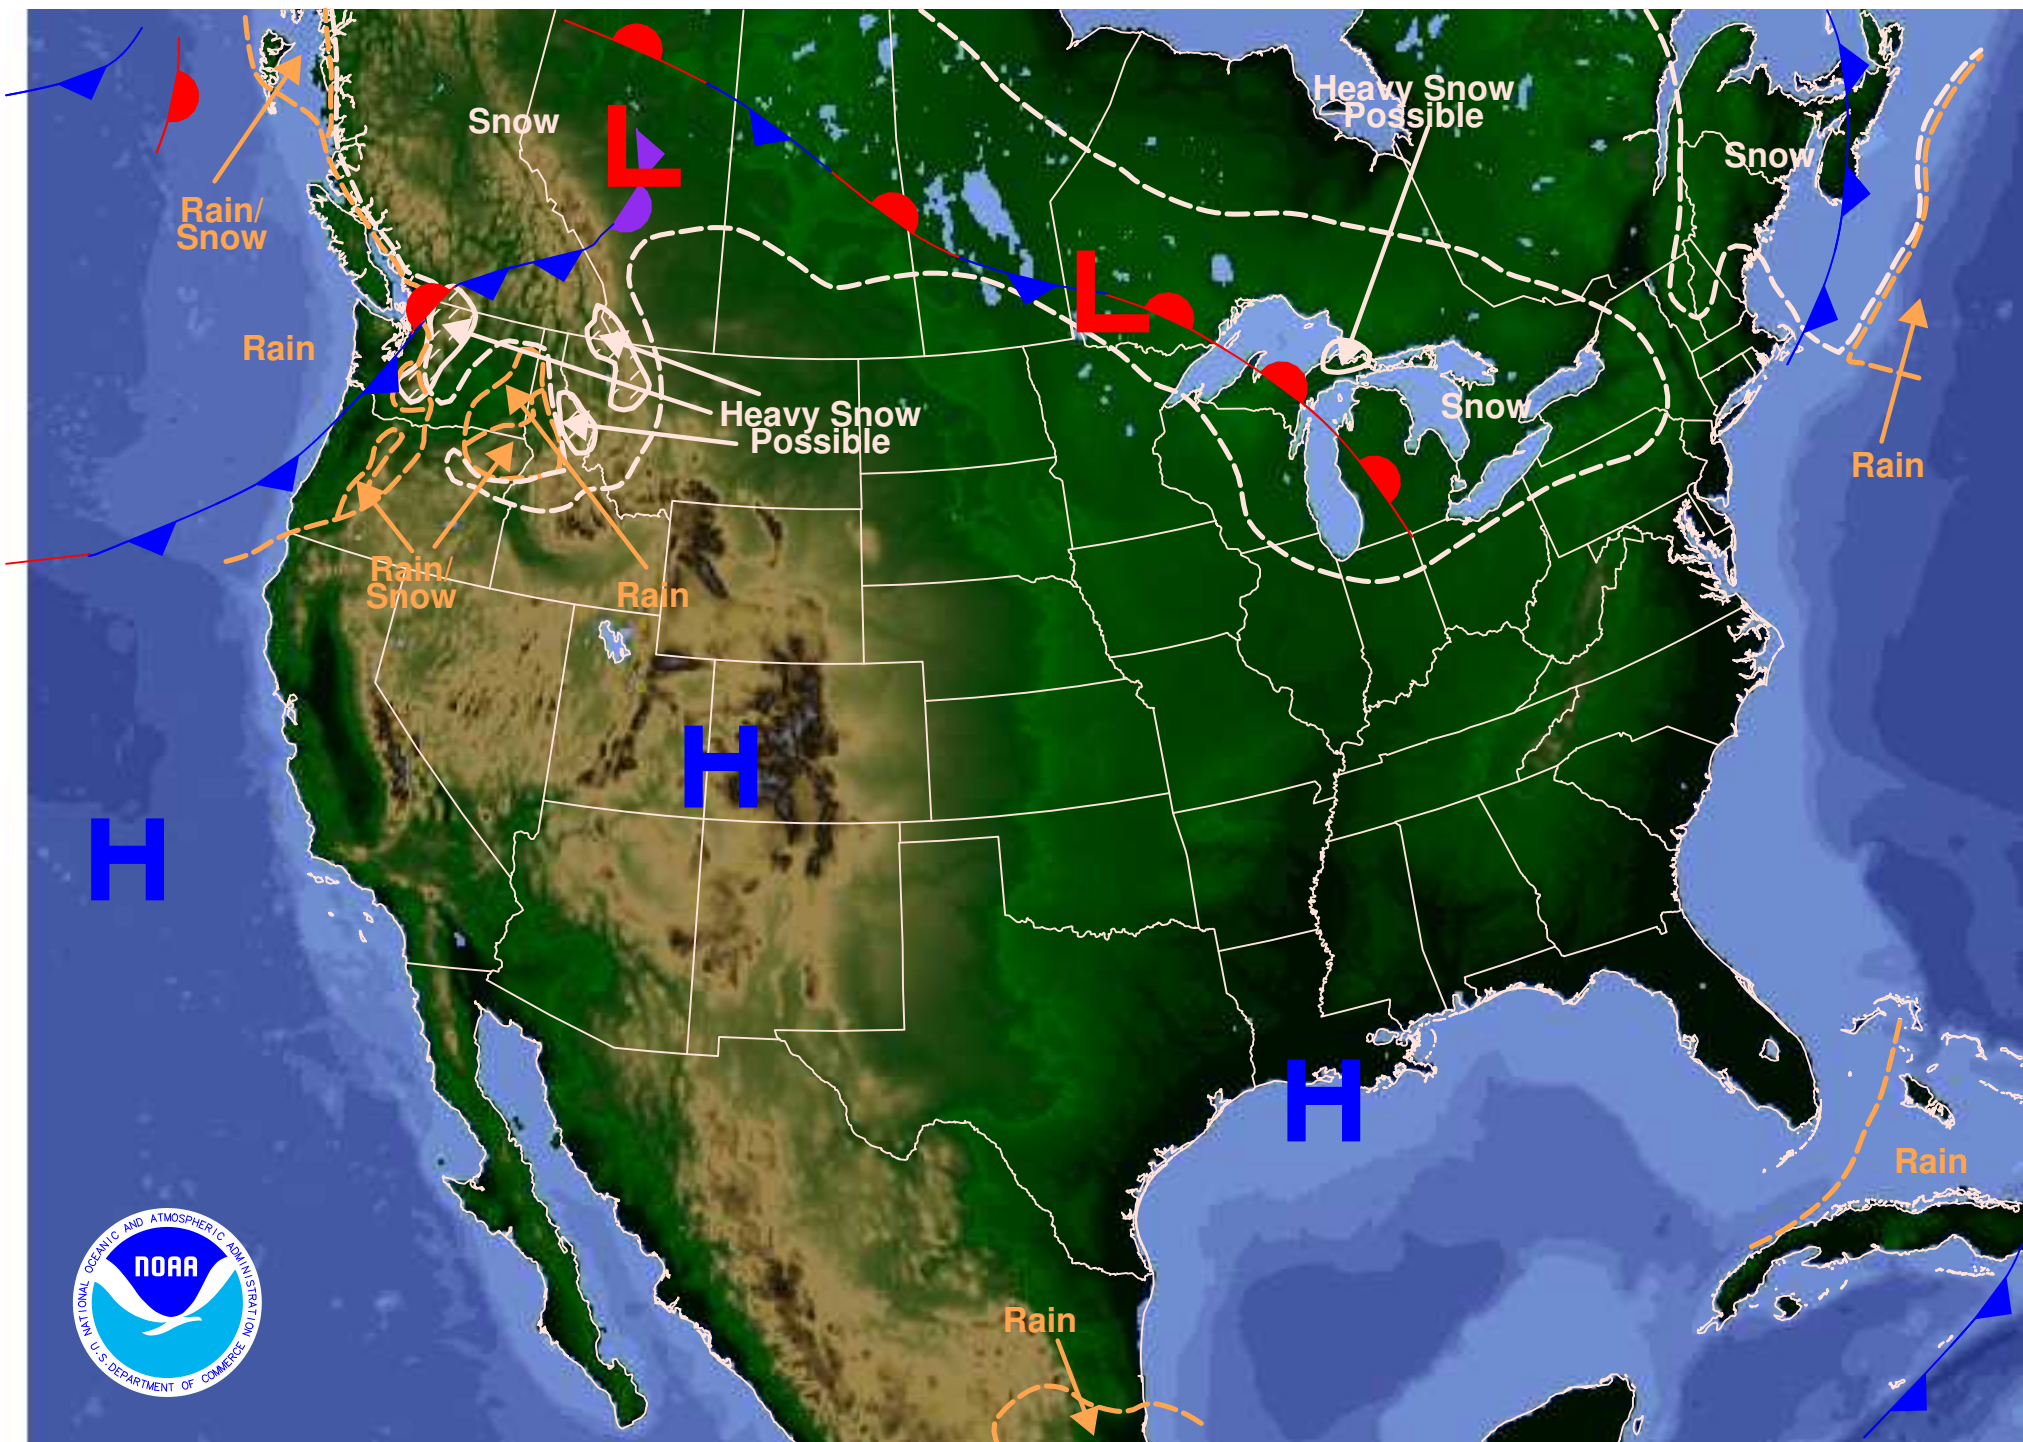 Heavy Snow
Possible
Snow
L
Snow
Rain/
Snow
L
Rain
Heavy Snow
Possible
Snow
Rain
Rain/
Snow
Rain
H
H
H
Rain
NATIONAL OCEANIC AND ATMOSPHERIC ADMINISTRATION
NOAA
U.S. DEPARTMENT OF COMMERCE
Rain